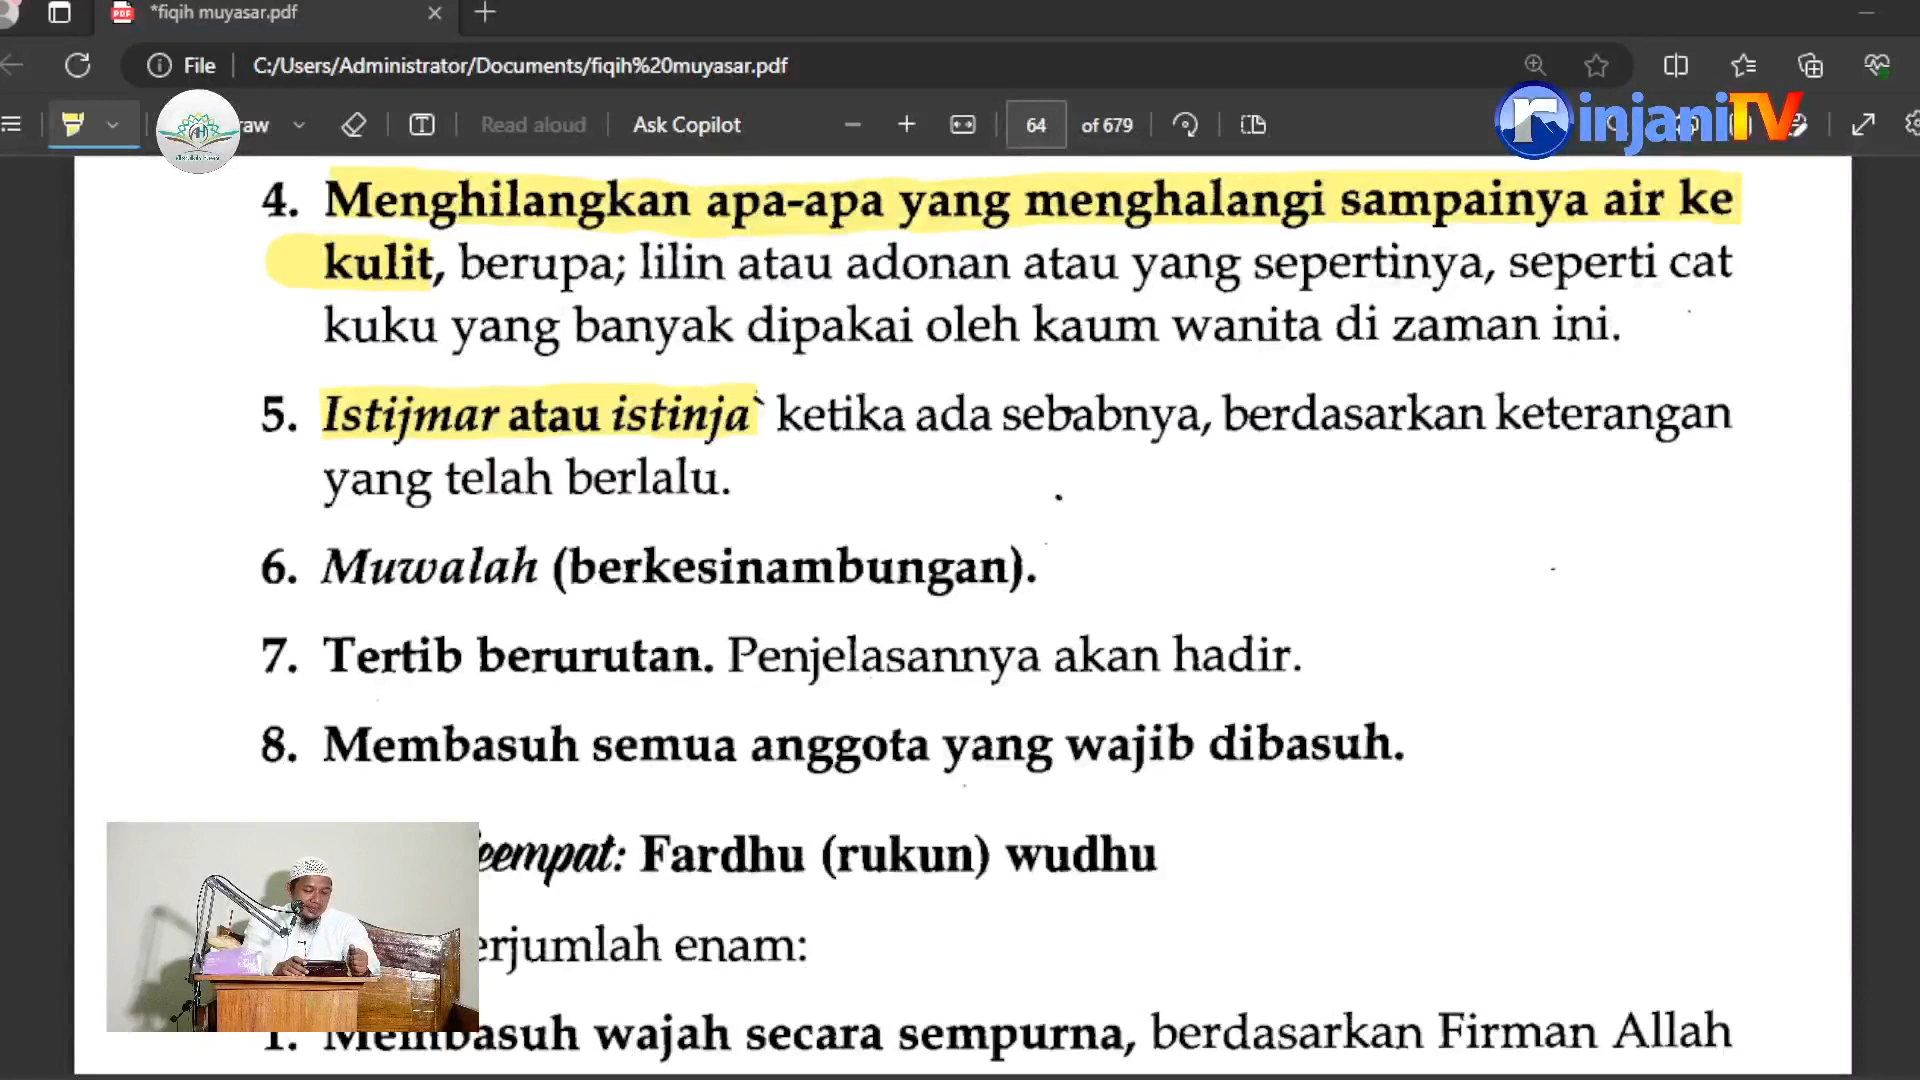 *fiqih muyasar.pdf
File C:/Users/Administrator/Documents/fiqih%20muyasar.pdf
Read aloud Ask Copilot 64 of 679
injaniTV
4. Menghilangkan apa-apa yang menghalangi sampainya air ke
kulit, berupa; lilin atau adonan atau yang sepertinya, seperti cat
kuku yang banyak dipakai oleh kaum wanita di zaman ini.
5. Istijmar atau istinja` ketika ada sebabnya, berdasarkan keterangan
yang telah berlalu.
6. Muwalah (berkesinambungan).
7. Tertib berurutan. Penjelasannya akan hadir.
8. Membasuh semua anggota yang wajib dibasuh.
eempat: Fardhu (rukun) wudhu
erjumlah enam:
1. Membasuh wajah secara sempurna, berdasarkan Firman Allah